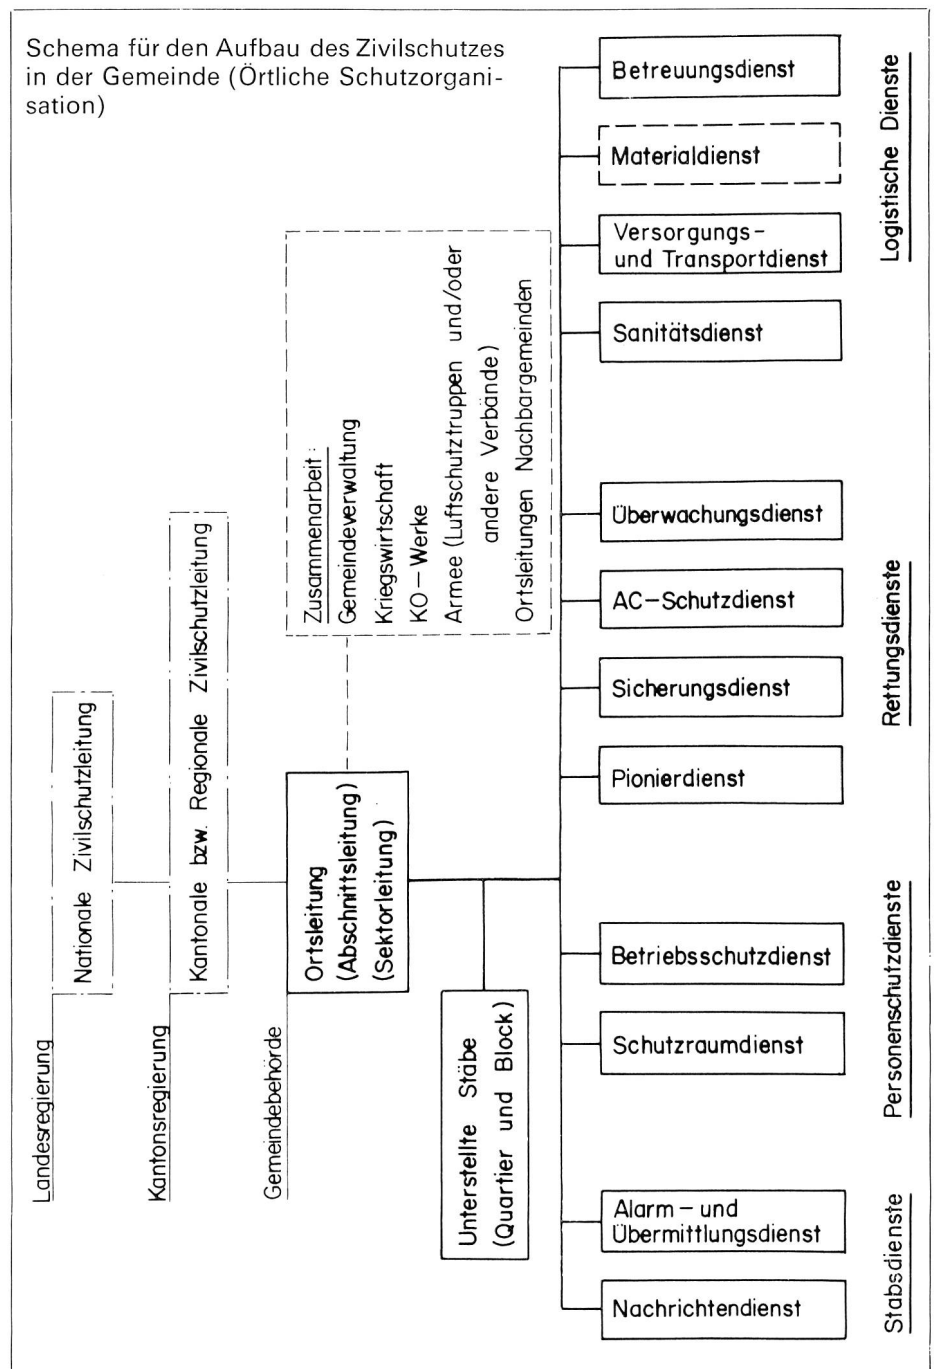 Schema für den Aufbau des Zivilschutzes
in der Gemeinde (Örtliche Schutzorgani-
sation)
Landesregierung
Nationale Zivilschutzleitung
Kantonsregierung
Kantonale bzw. Regionale Zivilschutzleitung
Gemeindebehörde
Ortsleitung
(Abschnittsleitung)
(Sektorleitung)
Zusammenarbeit:
Gemeindeverwaltung
Kriegswirtschaft
KO-Werke
Armee (Luftschutztruppen und/oder
andere Verbände)
Ortsleitungen Nachbargemeinden
Unterstellte Stäbe
(Quartier und Block)
Betreuungsdienst
Materialdienst
Versorgungs-
und Transportdienst
Sanitätsdienst
Logistische Dienste
Überwachungsdienst
AC-Schutzdienst
Sicherungsdienst
Pionierdienst
Rettungsdienste
Betriebsschutzdienst
Schutzraumdienst
Personenschutzdienste
Alarm- und
Übermittlungsdienst
Nachrichtendienst
Stabsdienste